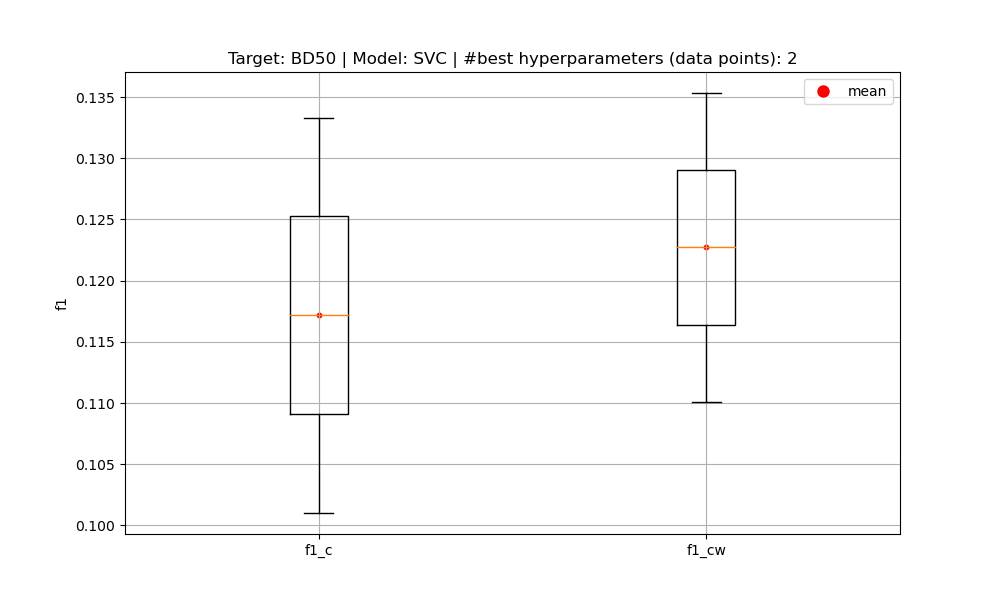 Target: BD50 | Model: SVC | #best hyperparameters (data points): 2
mean
0.135
0.130
0.125
0.120
0.115
0.110
0.105
0.100
f1
f1_c
f1_cw